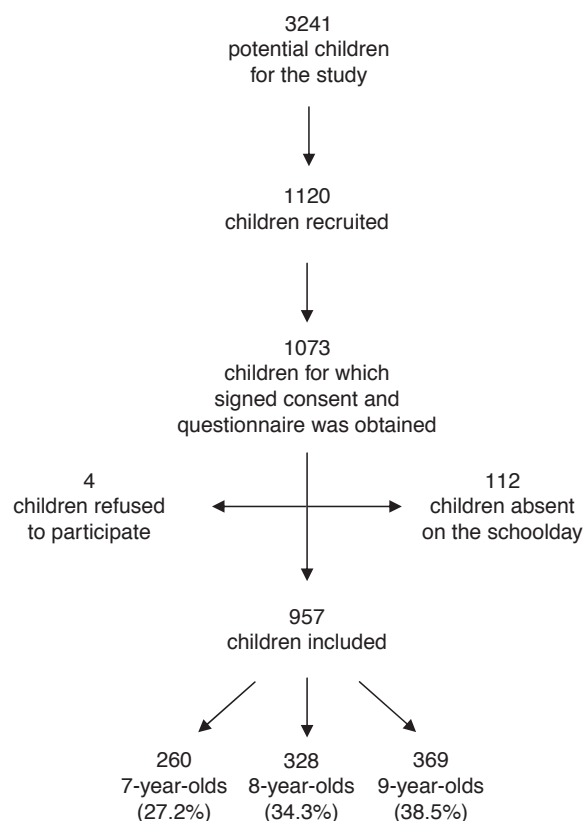 3241
potential children
for the study
1120
children recruited
1073
children for which
signed consent and
questionnaire was obtained
4
children refused
to participate
112
children absent
on the schoolday
957
children included
260
7-year-olds
(27.2%)
328
8-year-olds
(34.3%)
369
9-year-olds
(38.5%)